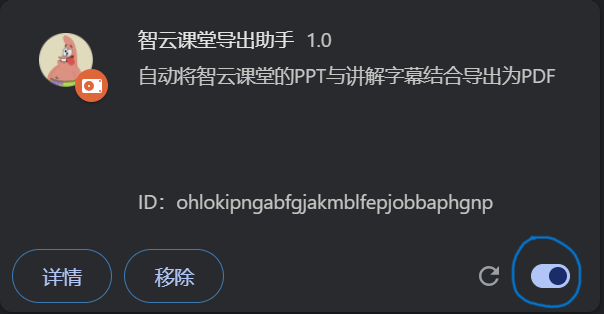 智云课堂导出助手 1.0
自动将智云课堂的PPT与讲解字幕结合导出为PDF
ID：ohlokipngabfgjakmblfepjobbaphgnp
详情 移除